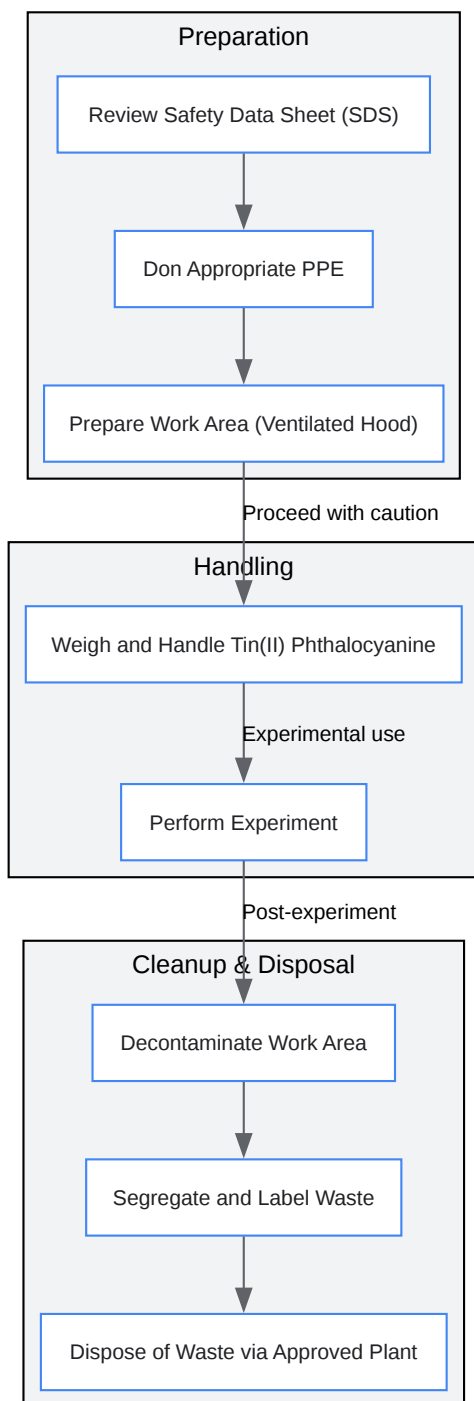 Preparation
Review Safety Data Sheet (SDS)
Don Appropriate PPE
Prepare Work Area (Ventilated Hood)
Proceed with caution
Handling
Weigh and Handle Tin(II) Phthalocyanine
Experimental use
Perform Experiment
Post-experiment
Cleanup & Disposal
Decontaminate Work Area
Segregate and Label Waste
Dispose of Waste via Approved Plant